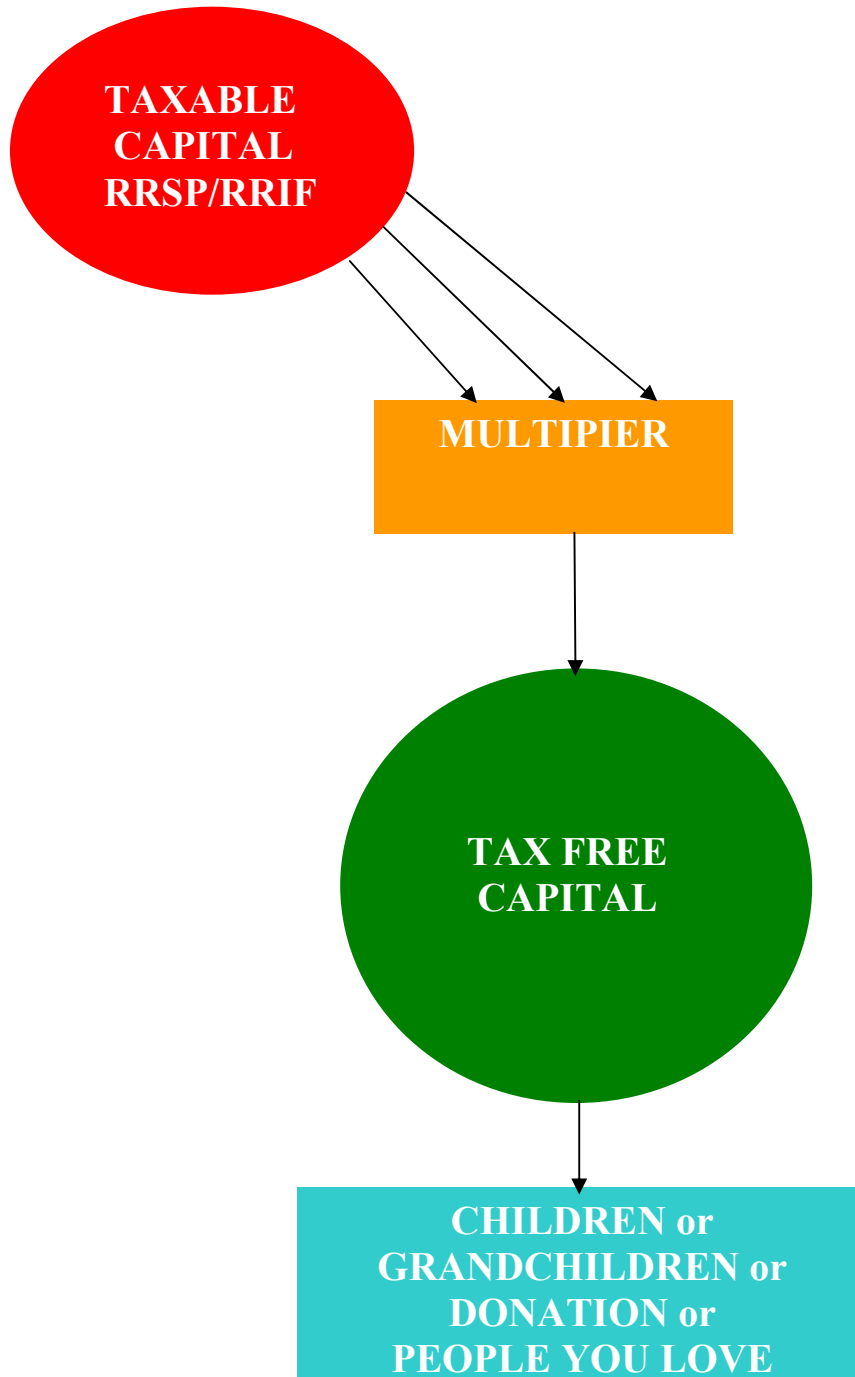 TAXABLE
CAPITAL
RRSP/RRIF
MULTIPIER
TAX FREE
CAPITAL
CHILDREN or
GRANDCHILDREN or
DONATION or
PEOPLE YOU LOVE